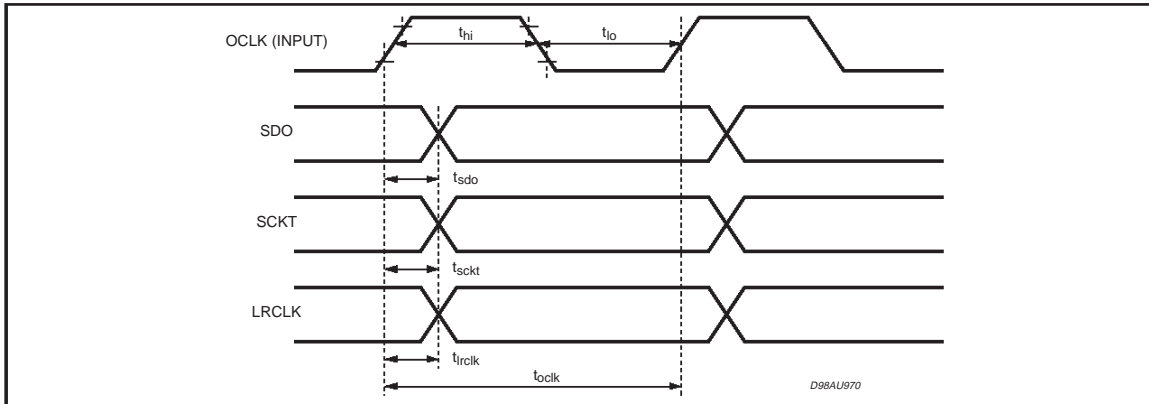 OCLK (INPUT)
thi
tlo
SDO
tsdo
SCKT
tsckt
LRCLK
tlrclk
toclk
D98AU970